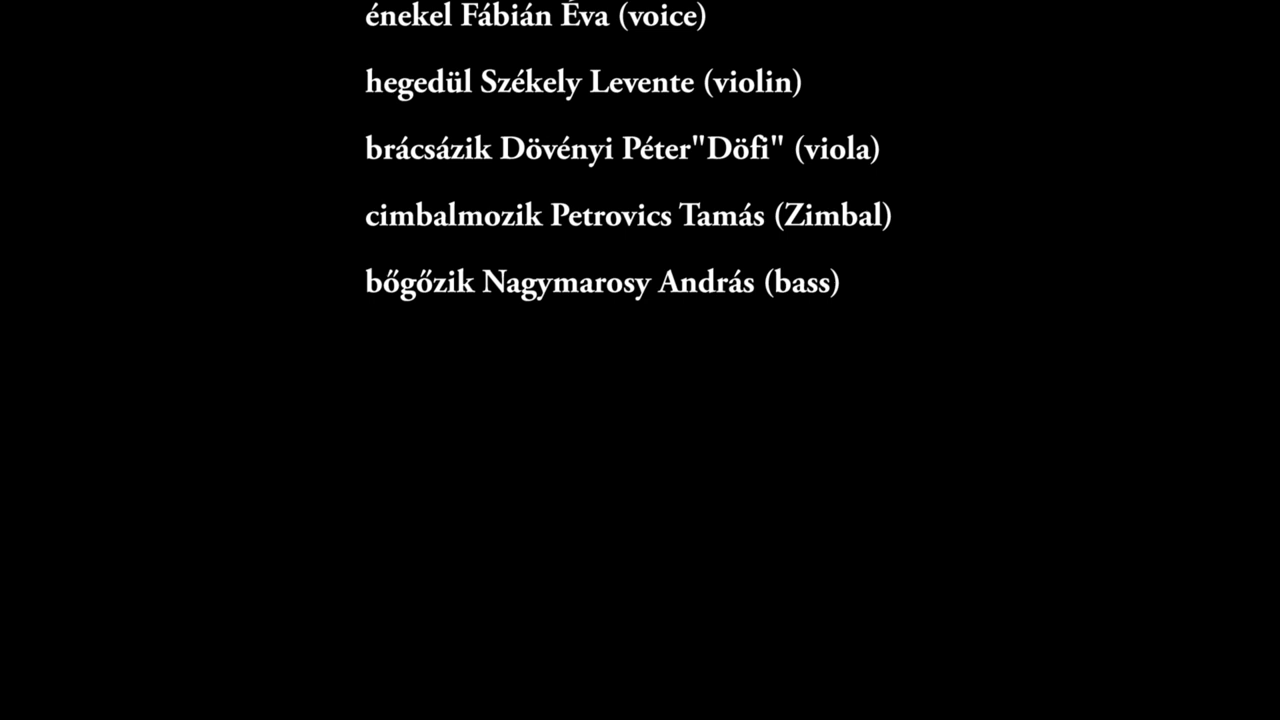 énekel Fábián Éva (voice)
hegedül Székely Levente (violin)
brácsázik Dövényi Péter"Döfi" (viola)
cimbalmozik Petrovics Tamás (Zimbal)
bőgőzik Nagymarosy András (bass)